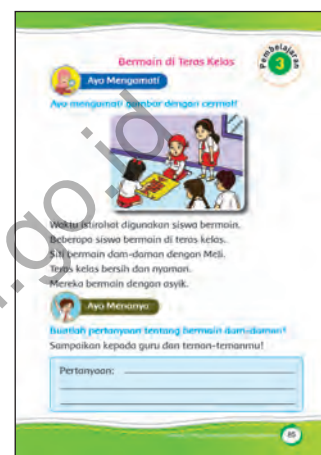 Bermain di Teras Kelas
Pembelajaran
3
Ayo Mengamati
Ayo mengamati gambar dengan cermat!
Waktu istirahat digunakan siswa bermain.
Beberapa siswa bermain di teras kelas.
Siti bermain dam-daman dengan Meli.
Teras kelas bersih dan nyaman.
Mereka bermain dengan asyik.
Ayo Menanya
Buatlah pertanyaan tentang bermain dam-daman!
Sampaikan kepada guru dan teman-temanmu!
Pertanyaan:
85
.go.id